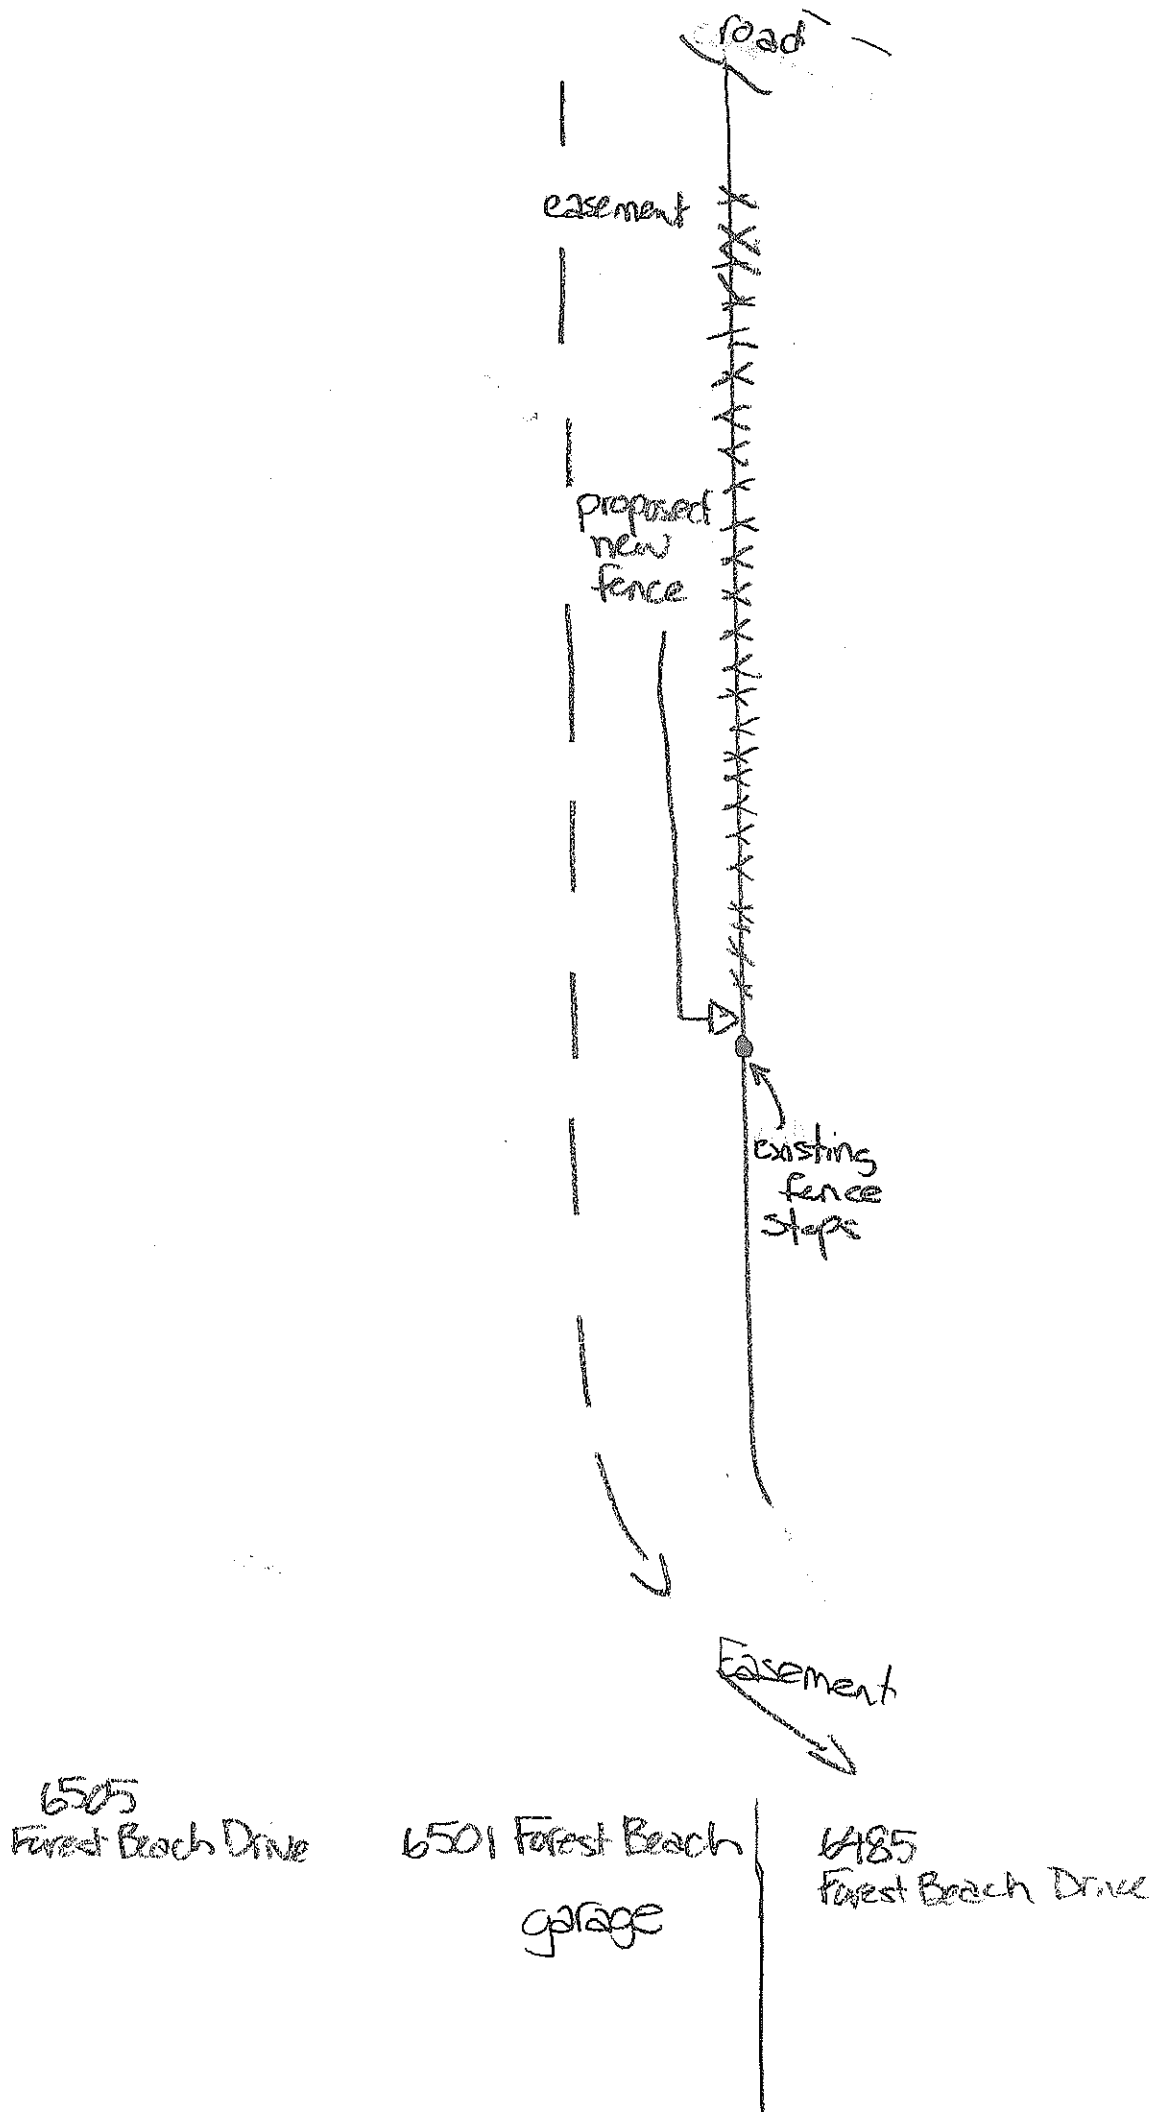 road
easement
proposed
new
fence
existing
fence
stops
Easement
6505
Forest Beach Drive
6501 Forest Beach
garage
6485
Forest Beach Drive